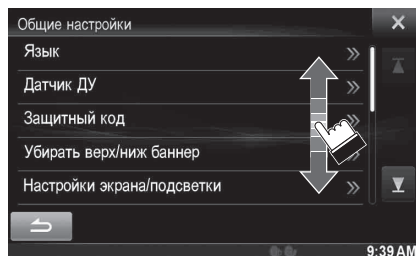 Общие настройки
Язык
Датчик ДУ
Защитный код
Убирать верх/ниж баннер
Настройки экрана/подсветки
9:39 AM